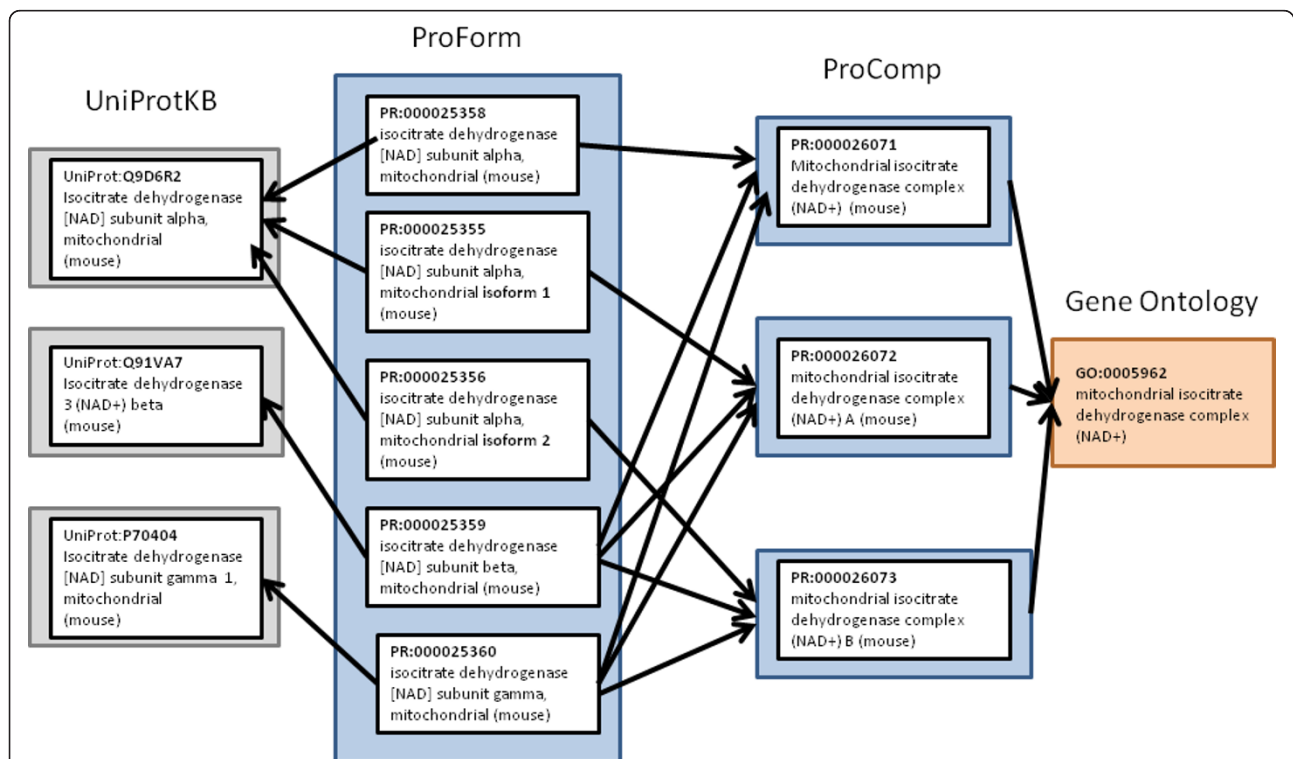 ProForm
ProComp
UniProtKB
Gene Ontology
UniProt:Q9D6R2
Isocitrate dehydrogenase
[NAD] subunit alpha,
mitochondrial
(mouse)
UniProt:Q91VA7
Isocitrate dehydrogenase
3 (NAD+) beta
(mouse)
UniProt:P70404
Isocitrate dehydrogenase
[NAD] subunit gamma 1,
mitochondrial
(mouse)
PR:000025358
isocitrate dehydrogenase
[NAD] subunit alpha,
mitochondrial (mouse)
PR:000025355
isocitrate dehydrogenase
[NAD] subunit alpha,
mitochondrial isoform 1
(mouse)
PR:000025356
isocitrate dehydrogenase
[NAD] subunit alpha,
mitochondrial isoform 2
(mouse)
PR:000025359
isocitrate dehydrogenase
[NAD] subunit beta,
mitochondrial (mouse)
PR:000025360
isocitrate dehydrogenase
[NAD] subunit gamma,
mitochondrial (mouse)
PR:000026071
Mitochondrial isocitrate
dehydrogenase complex
(NAD+) (mouse)
PR:000026072
mitochondrial isocitrate
dehydrogenase complex
(NAD+) A (mouse)
PR:000026073
mitochondrial isocitrate
dehydrogenase complex
(NAD+) B (mouse)
GO:0005962
mitochondrial isocitrate
dehydrogenase complex
(NAD+)